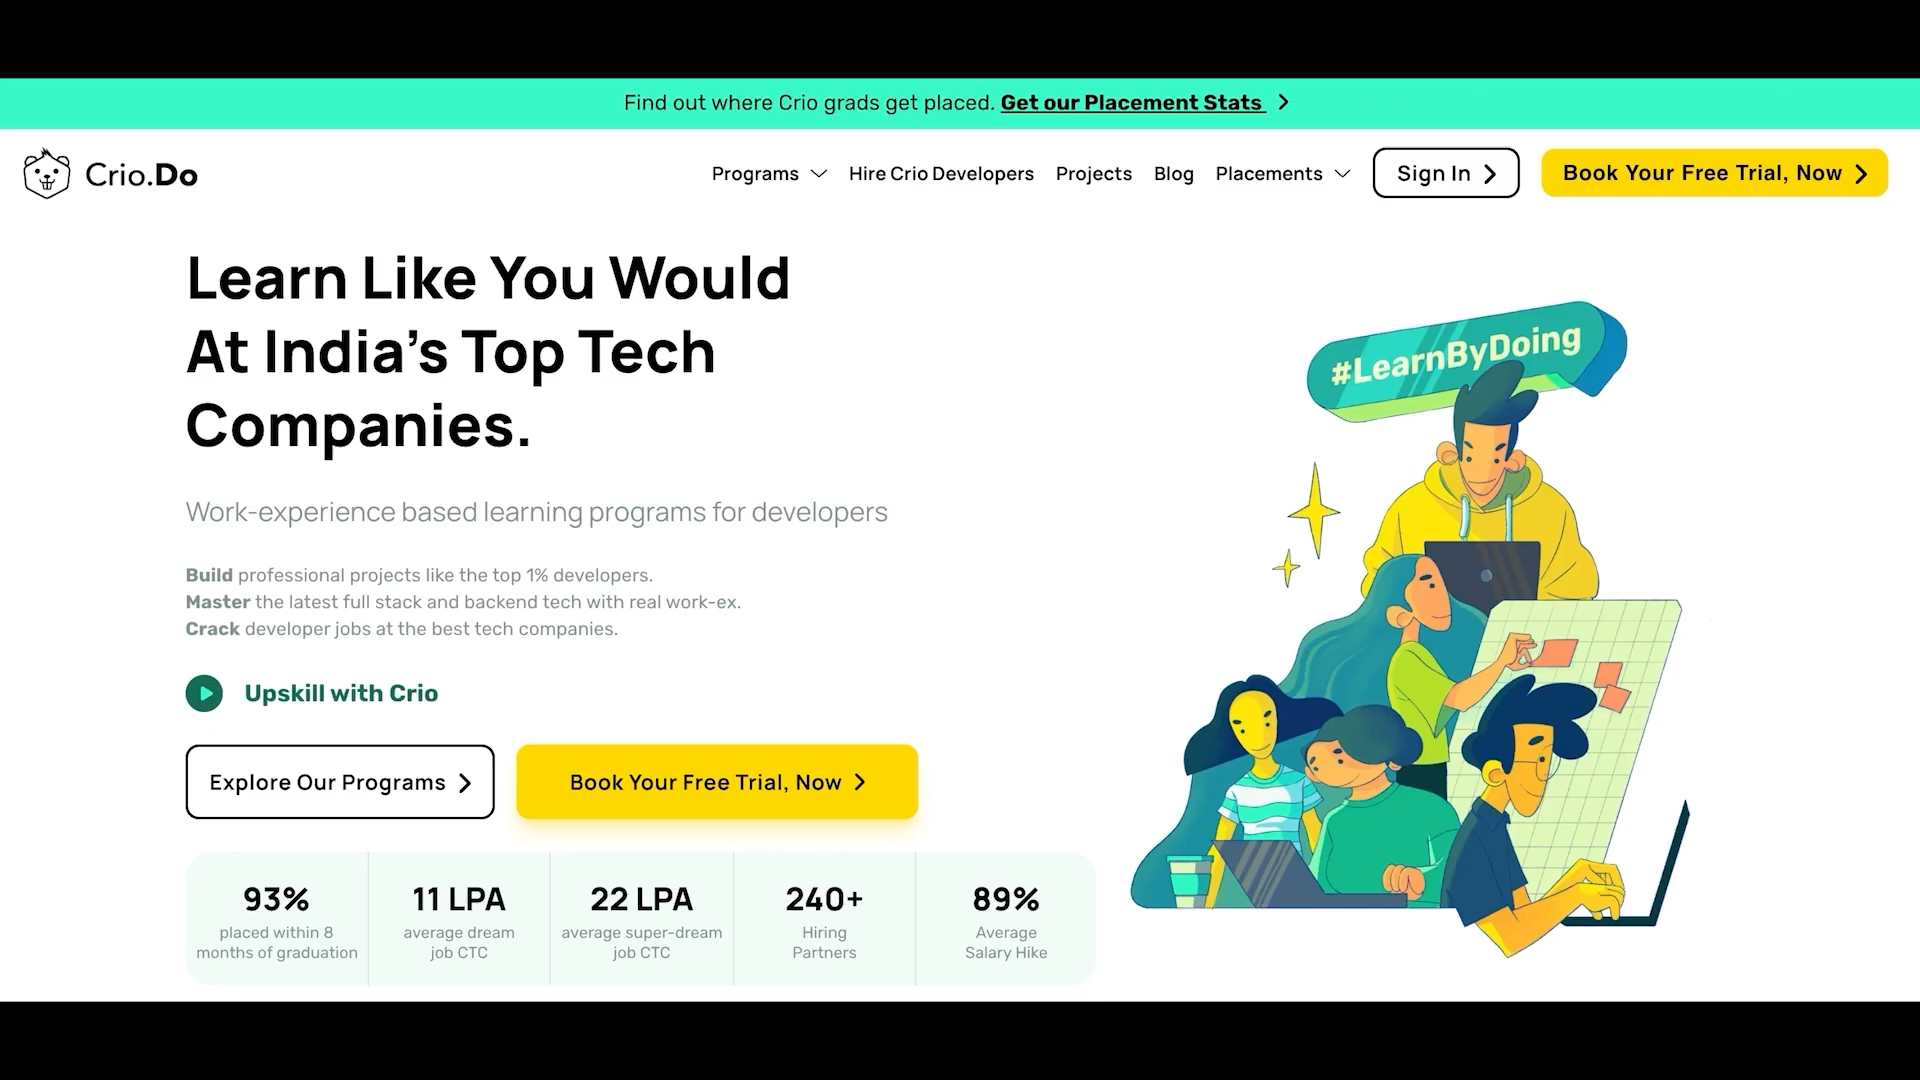 Find out where Crio grads get placed. Get our Placement Stats
Crio.Do
Programs Hire Crio Developers Projects Blog Placements Sign In Book Your Free Trial, Now
Learn Like You Would
At India's Top Tech
Companies.
#LearnByDoing
Work-experience based learning programs for developers
Build professional projects like the top 1% developers.
Master the latest full stack and backend tech with real work-ex.
Crack developer jobs at the best tech companies.
Upskill with Crio
Explore Our Programs Book Your Free Trial, Now
93%
placed within 8
months of graduation
11 LPA
average dream
job CTC
22 LPA
average super-dream
job CTC
240+
Hiring
Partners
89%
Average
Salary Hike